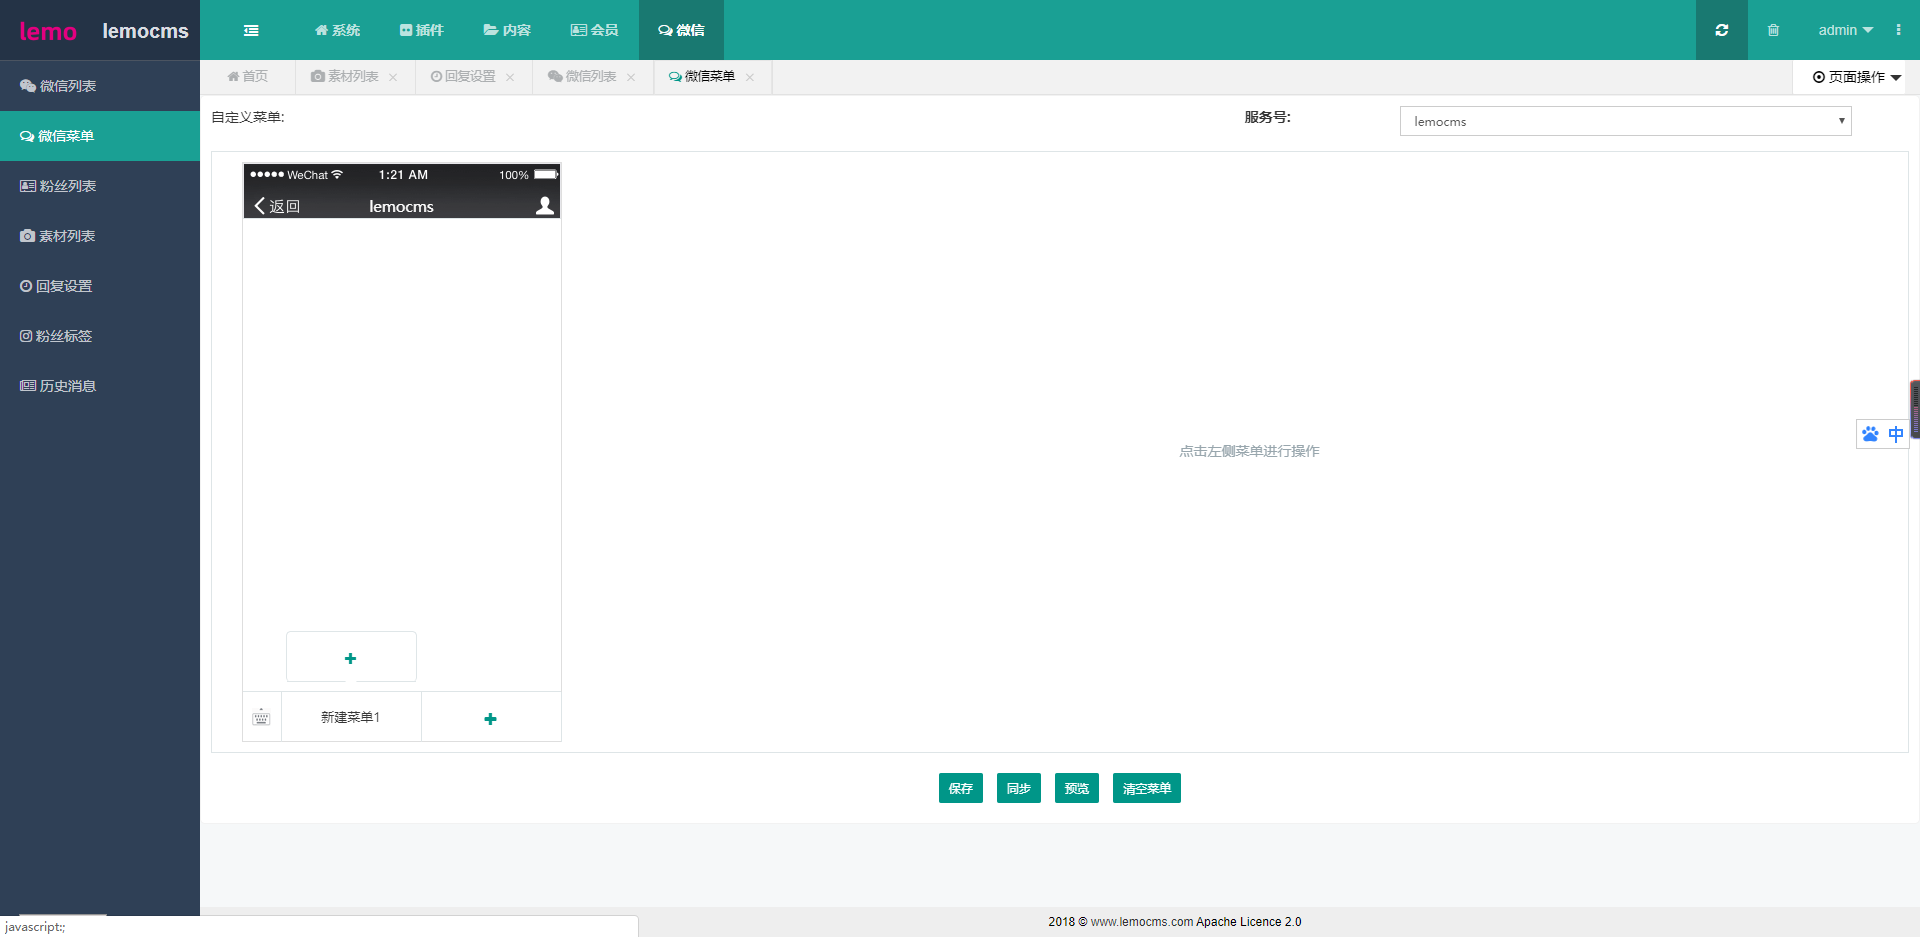 lemo lemocms
系统 插件 内容 会员 微信
admin
首页 素材列表 回复设置 微信列表 微信菜单
页面操作
微信列表
微信菜单
粉丝列表
素材列表
回复设置
粉丝标签
历史消息
自定义菜单:
服务号:
lemocms
WeChat 1:21 AM 100%
返回 lemocms
点击左侧菜单进行操作
中
新建菜单1
保存 同步 预览 清空菜单
2018 © www.lemocms.com Apache Licence 2.0
javascript:;